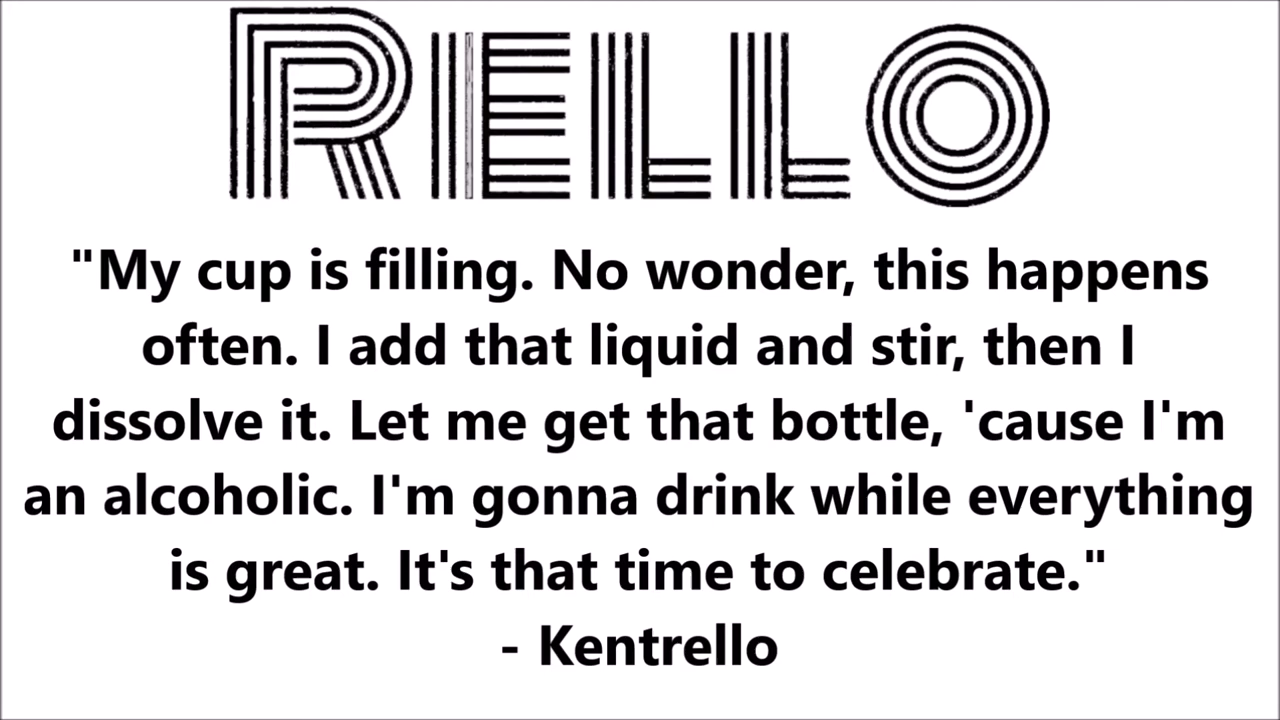 RELLO
"My cup is filling. No wonder, this happens
often. I add that liquid and stir, then I
dissolve it. Let me get that bottle, 'cause I'm
an alcoholic. I'm gonna drink while everything
is great. It's that time to celebrate."
- Kentrello